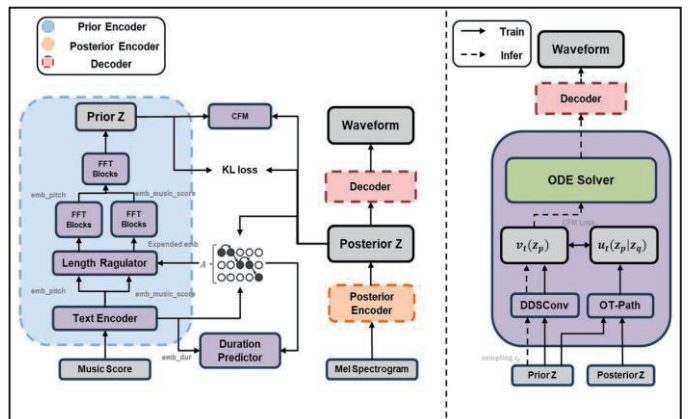 Prior Encoder
Posterior Encoder
Decoder
Prior Z
CFM
FFT
Blocks
emb_pitch
emb_music_score
FFT
Blocks
FFT
Blocks
KL loss
Expended emb
Length Ragulator
A
emb_pitch
emb_music_score
Text Encoder
emb_dur
Duration
Predictor
Music Score
Waveform
Decoder
Posterior Z
Posterior
Encoder
Mel Spectrogram
Train
Infer
Waveform
Decoder
ODE Solver
CFM Loss
vₜ(zₚ)
uₜ(zₚ|z_q)
DDSConv
OT-Path
sampling zₚ
Prior Z
Posterior Z